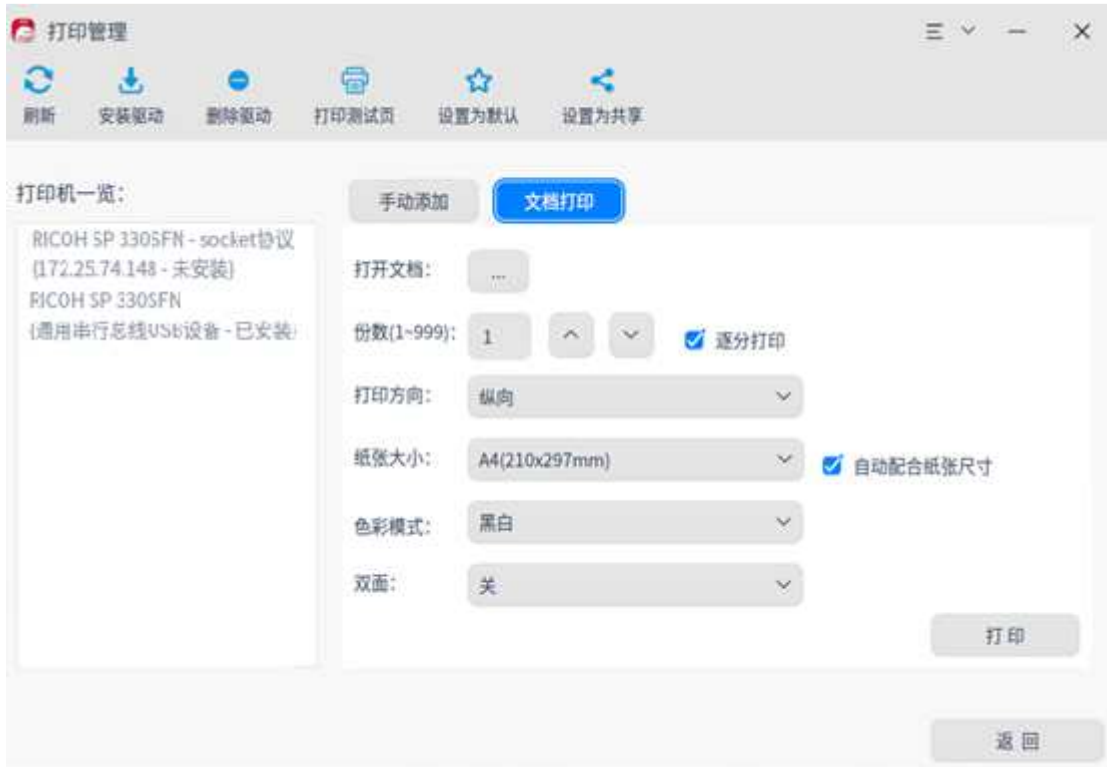 打印管理
刷新 安装驱动 删除驱动 打印测试页 设置为默认 设置为共享
打印机一览：
手动添加 文档打印
RICOH SP 330SFN - socket协议
(172.25.74.148 - 未安装)
RICOH SP 330SFN
(通用串行总线USB设备 - 已安装)
打开文档： ...
份数(1~999)： 1 逐分打印
打印方向： 纵向
纸张大小： A4(210x297mm) 自动配合纸张尺寸
色彩模式： 黑白
双面： 关
打 印
返 回